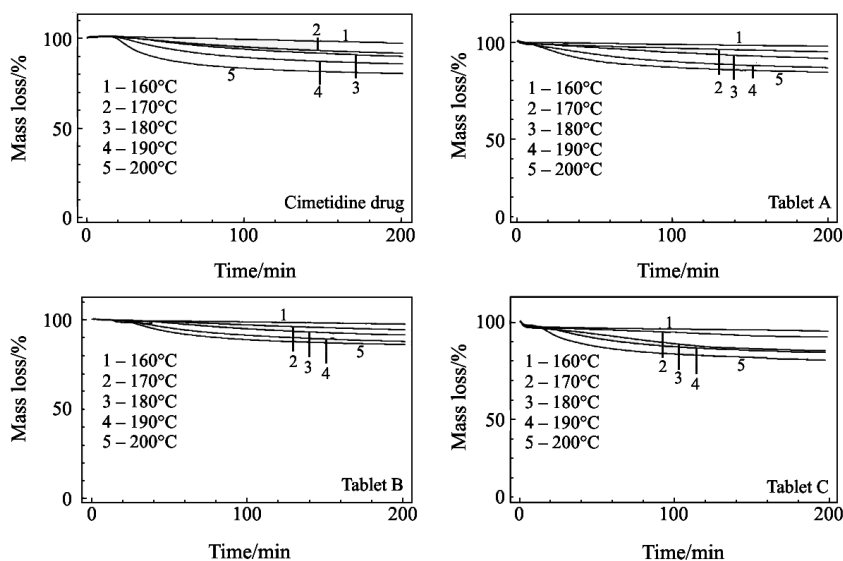 Mass loss/%
100
50
0
1 – 160°C
2 – 170°C
3 – 180°C
4 – 190°C
5 – 200°C
2
1
5
4
3
Cimetidine drug
0
100
200
Time/min
Mass loss/%
100
50
0
1 – 160°C
2 – 170°C
3 – 180°C
4 – 190°C
5 – 200°C
1
2
3
4
5
Tablet A
0
100
200
Time/min
Mass loss/%
100
50
0
1 – 160°C
2 – 170°C
3 – 180°C
4 – 190°C
5 – 200°C
1
2
3
4
5
Tablet B
0
100
200
Time/min
Mass loss/%
100
50
0
1 – 160°C
2 – 170°C
3 – 180°C
4 – 190°C
5 – 200°C
1
2
3
4
5
Tablet C
0
100
200
Time/min